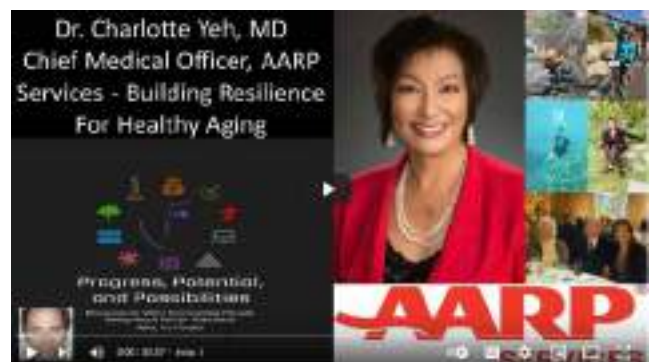 Dr. Charlotte Yeh, MD
Chief Medical Officer, AARP
Services - Building Resilience
For Healthy Aging
Progress, Potential,
and Possibilities
AARP